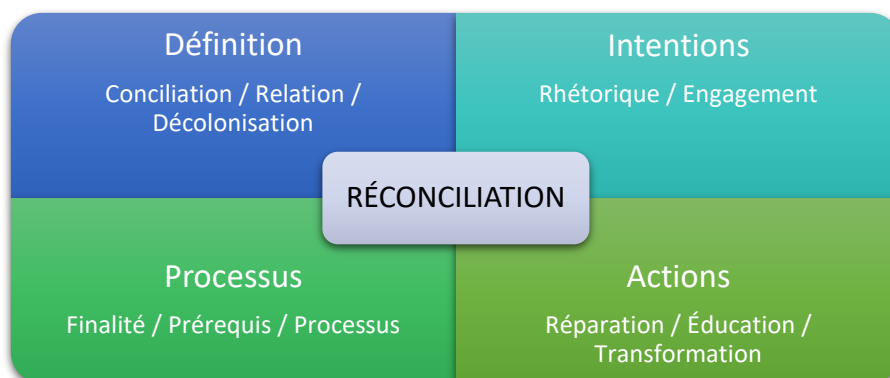 Définition
Conciliation / Relation /
Décolonisation
Intentions
Rhétorique / Engagement
RÉCONCILIATION
Processus
Finalité / Prérequis / Processus
Actions
Réparation / Éducation /
Transformation